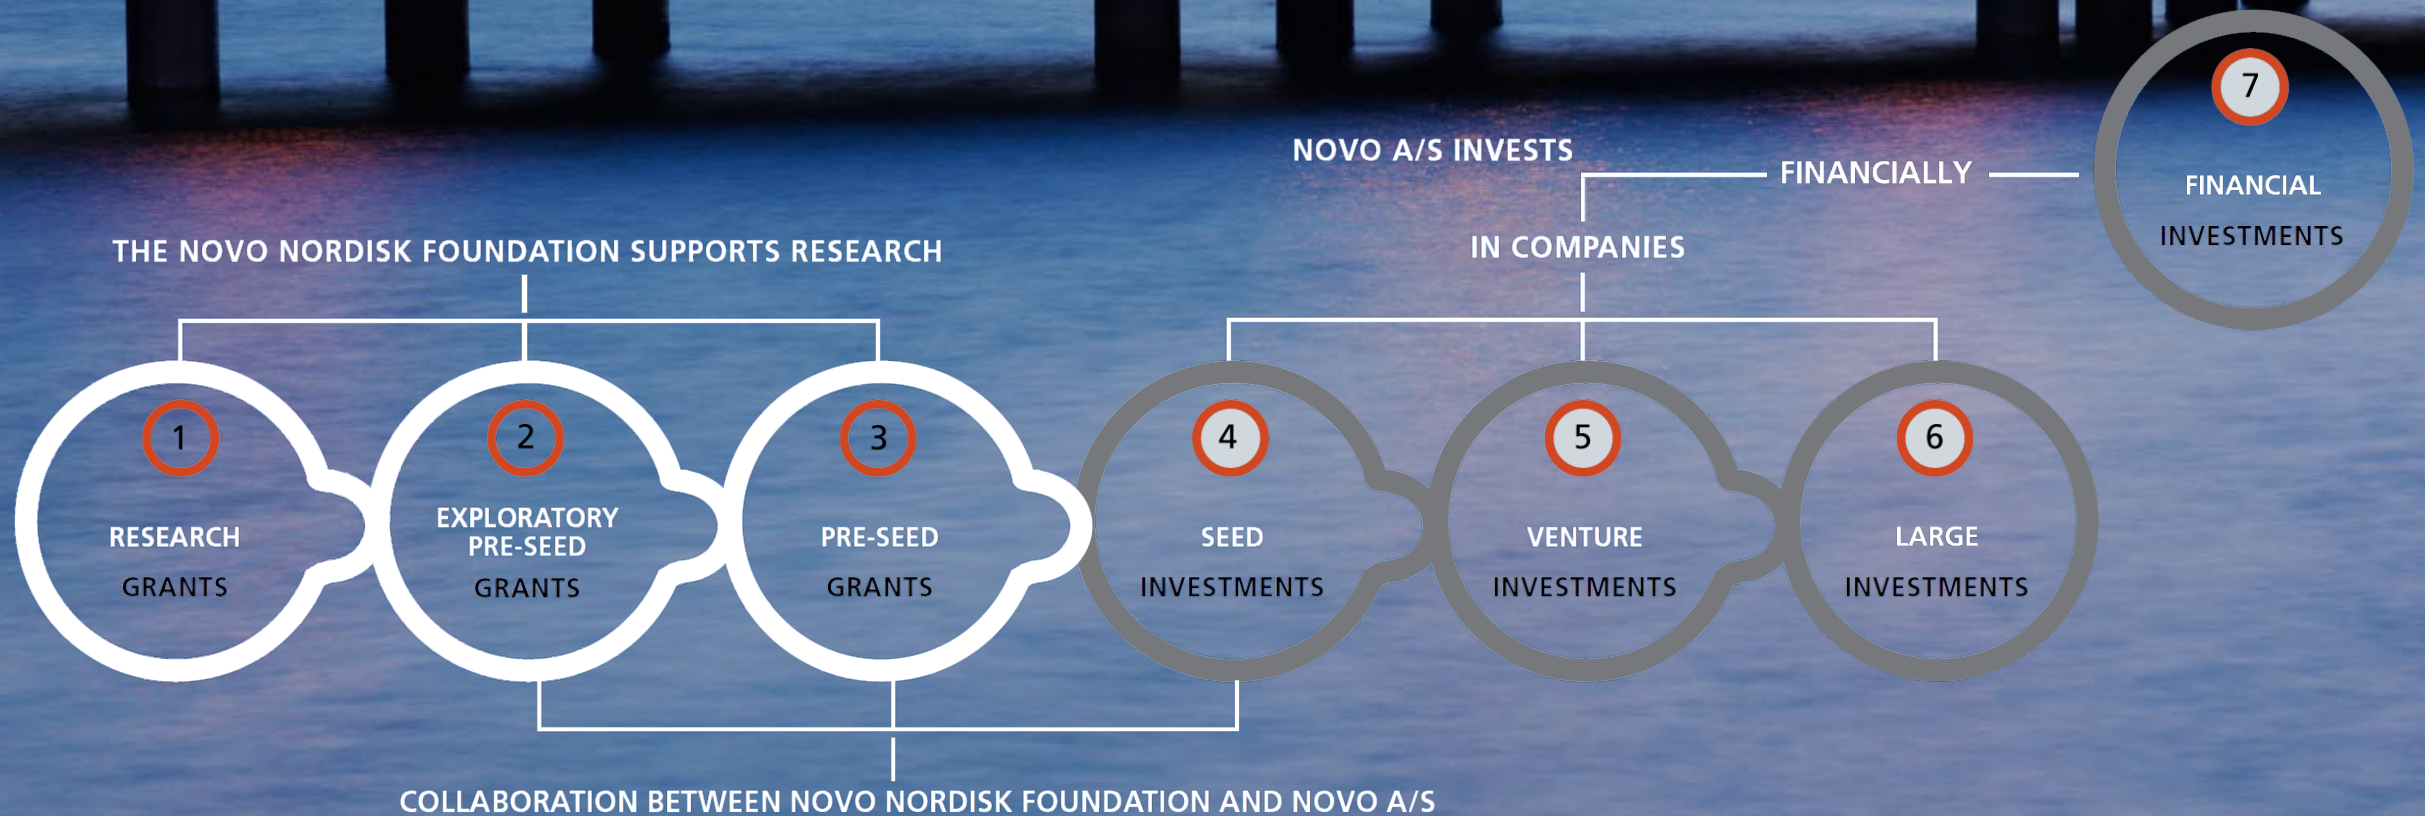 THE NOVO NORDISK FOUNDATION SUPPORTS RESEARCH
NOVO A/S INVESTS
FINANCIALLY
IN COMPANIES
1
RESEARCH
GRANTS
2
EXPLORATORY
PRE-SEED
GRANTS
3
PRE-SEED
GRANTS
4
SEED
INVESTMENTS
5
VENTURE
INVESTMENTS
6
LARGE
INVESTMENTS
7
FINANCIAL
INVESTMENTS
COLLABORATION BETWEEN NOVO NORDISK FOUNDATION AND NOVO A/S